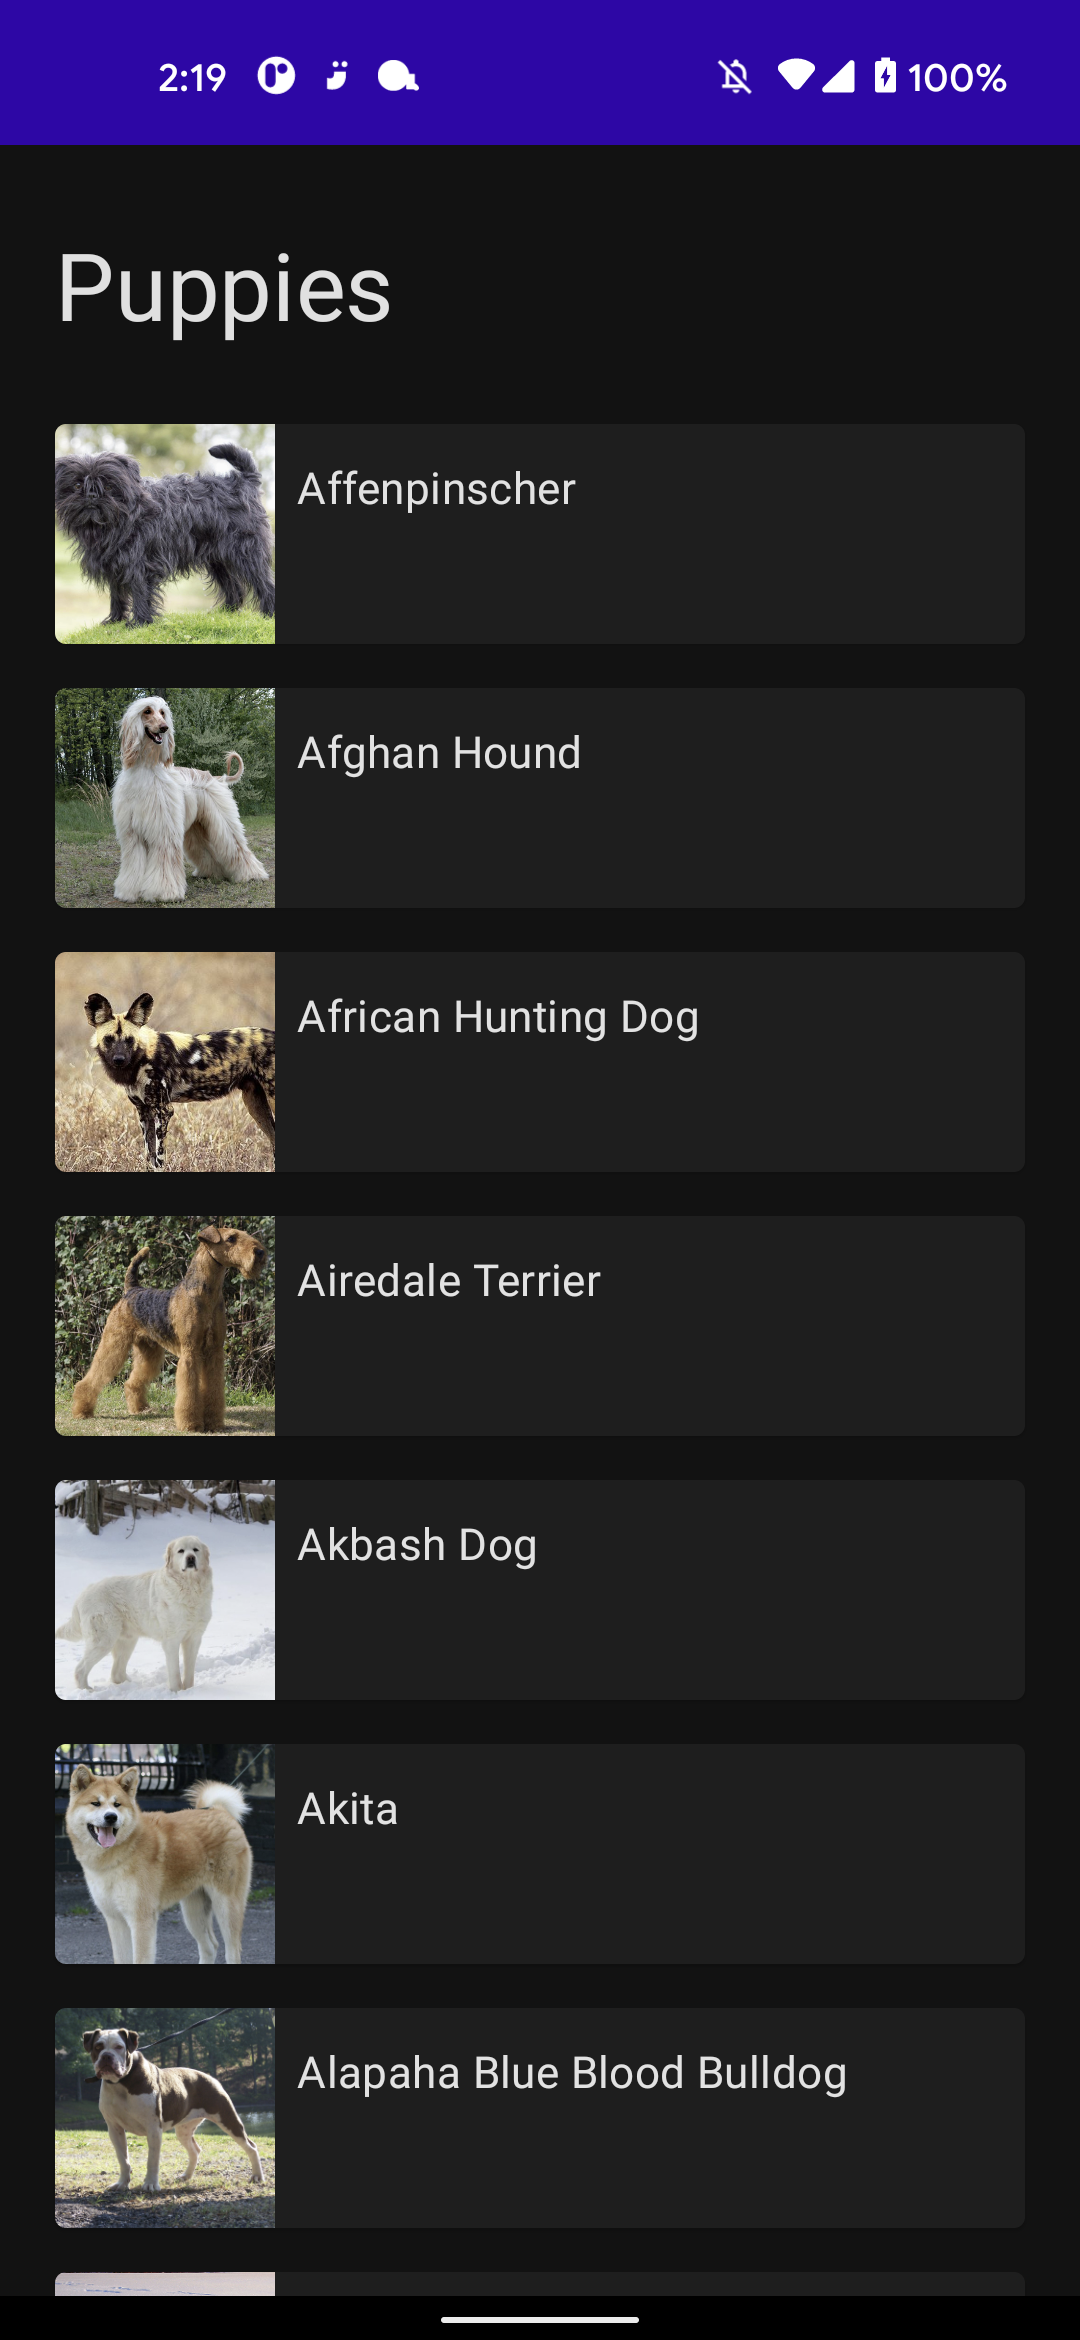 2:19 100%
Puppies
Affenpinscher
Afghan Hound
African Hunting Dog
Airedale Terrier
Akbash Dog
Akita
Alapaha Blue Blood Bulldog